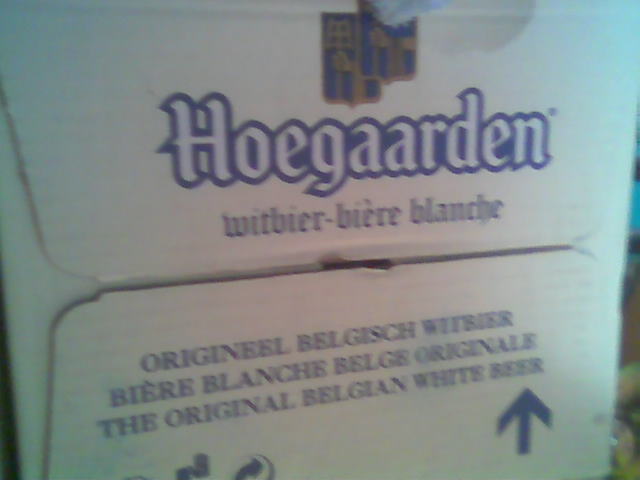 Hoegaarden
witbier-bière blanche
ORIGINEEL BELGISCH WITBIER
BIÈRE BLANCHE BELGE ORIGINALE
THE ORIGINAL BELGIAN WHITE BEER